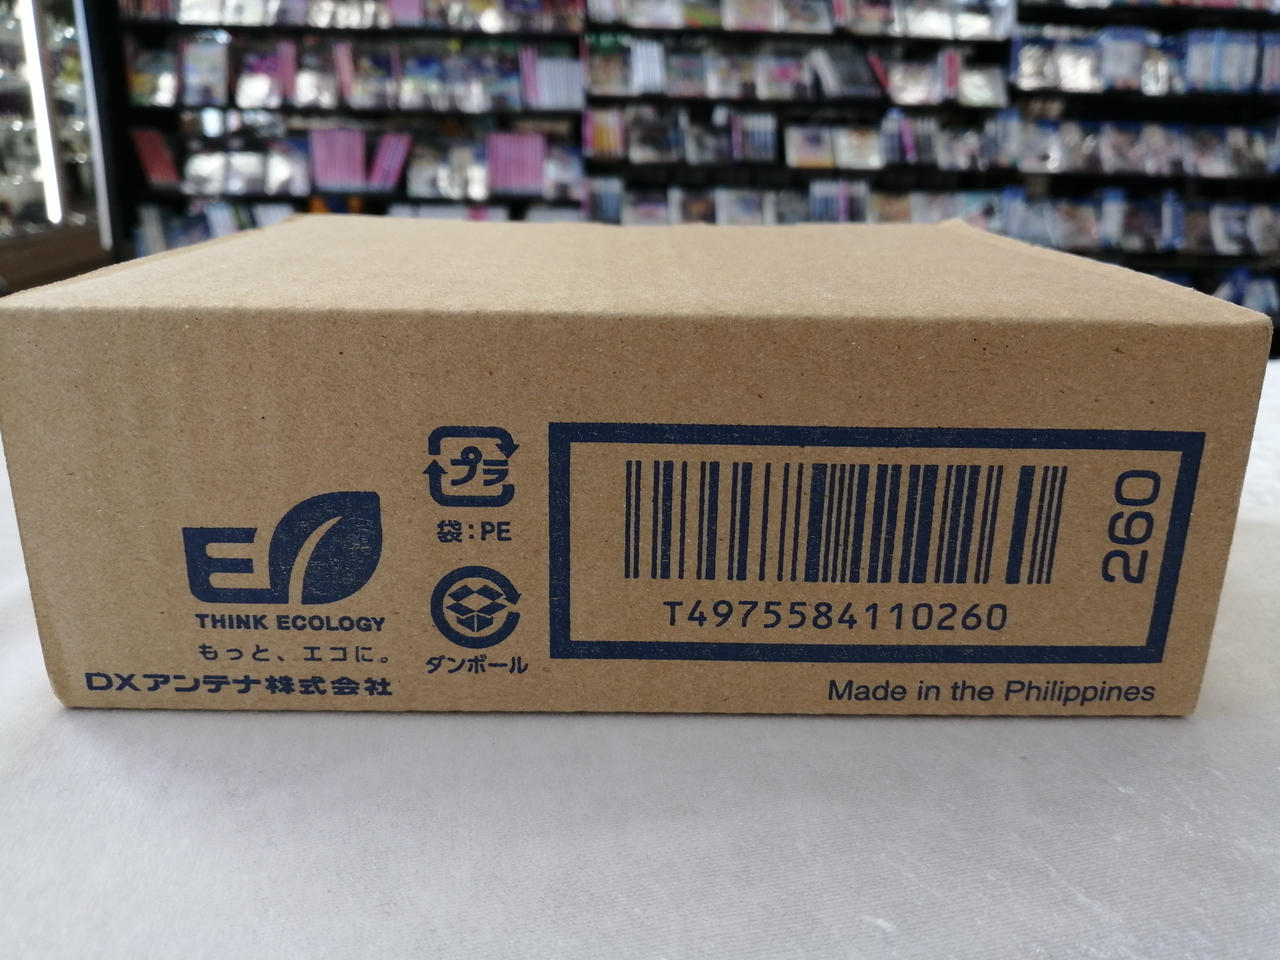 THINK ECOLOGY
もっと、エコに。
DXアンテナ株式会社
プラ
袋:PE
ダンボール
T4975584110260
260
Made in the Philippines